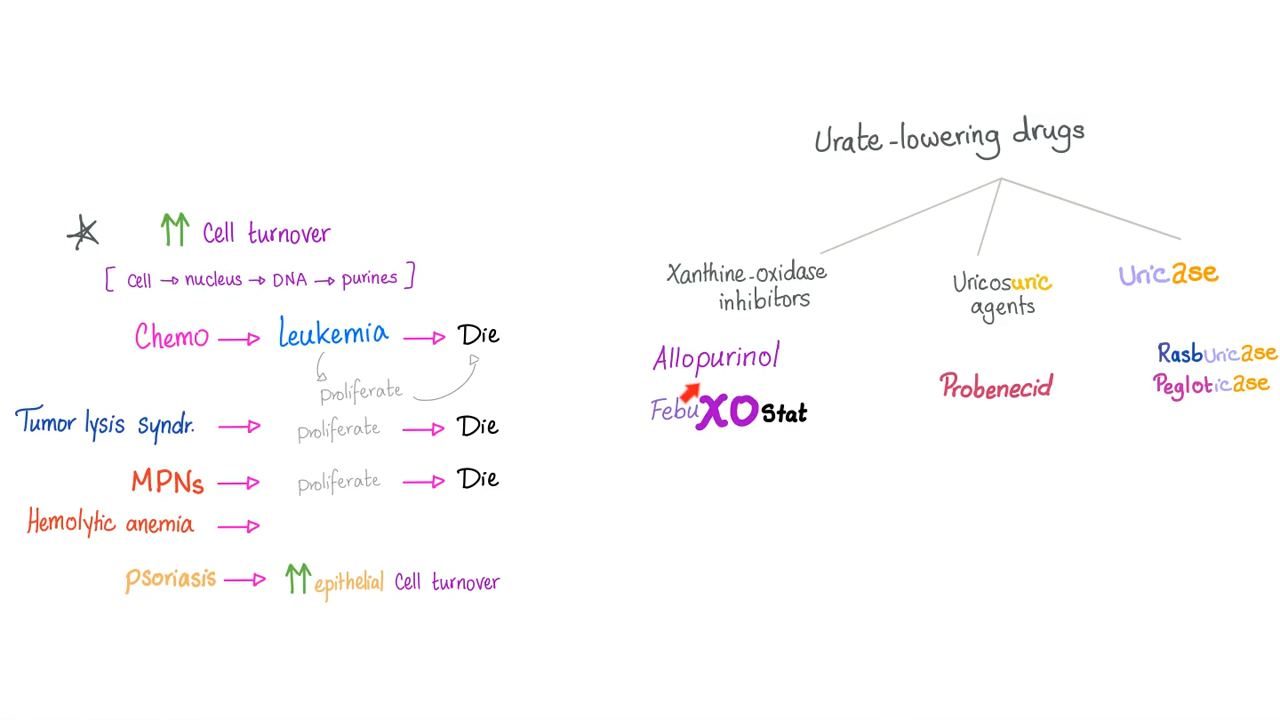 ↑↑ Cell turnover
[ Cell → nucleus → DNA → purines ]
Chemo → Leukemia → Die
Proliferate
Tumor lysis syndr. → proliferate → Die
MPNs → proliferate → Die
Hemolytic anemia →
psoriasis → ↑↑ epithelial Cell turnover
Urate-lowering drugs
Xanthine-oxidase
inhibitors
Allopurinol
FebuXOStat
Uricosuric
agents
Probenecid
Uricase
Rasburicase
Pegloticase